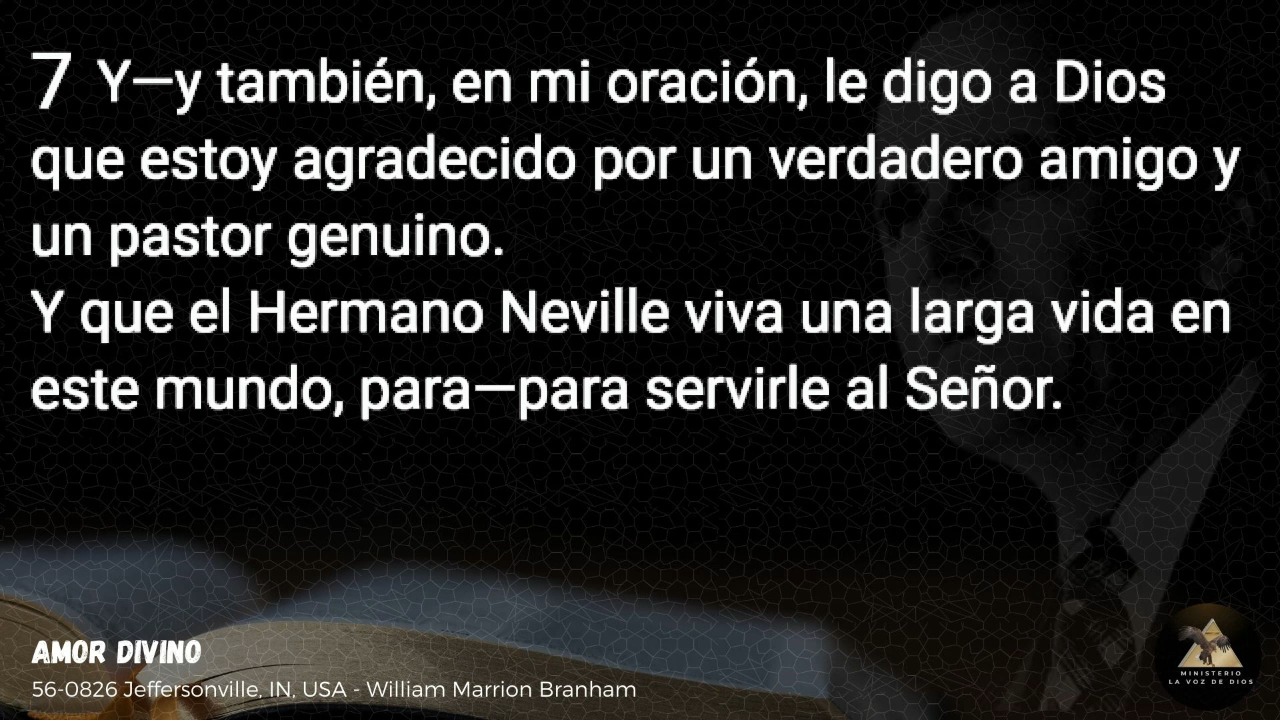 7 Y—y también, en mi oración, le digo a Dios
que estoy agradecido por un verdadero amigo y
un pastor genuino.
Y que el Hermano Neville viva una larga vida en
este mundo, para—para servirle al Señor.
AMOR DIVINO
56-0826 Jeffersonville, IN, USA - William Marrion Branham
MINISTERIO
LA VOZ DE DIOS